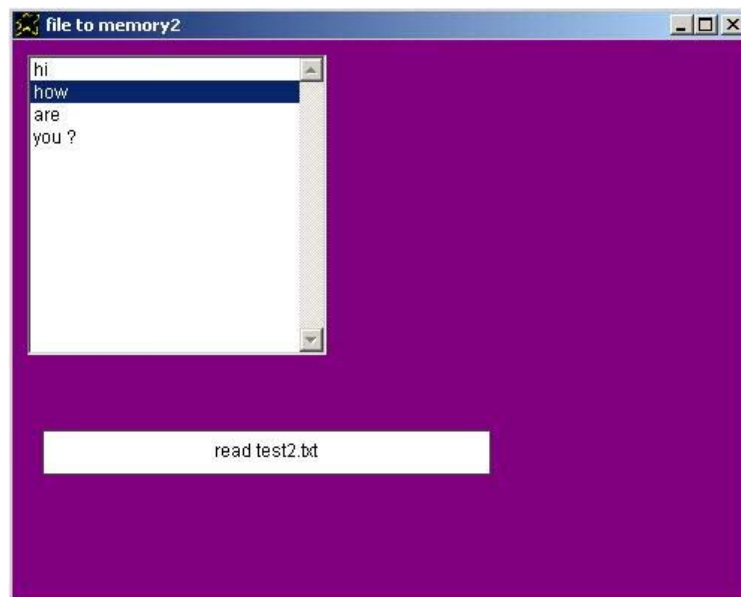 file to memory2
hi
how
are
you ?
read test2.txt